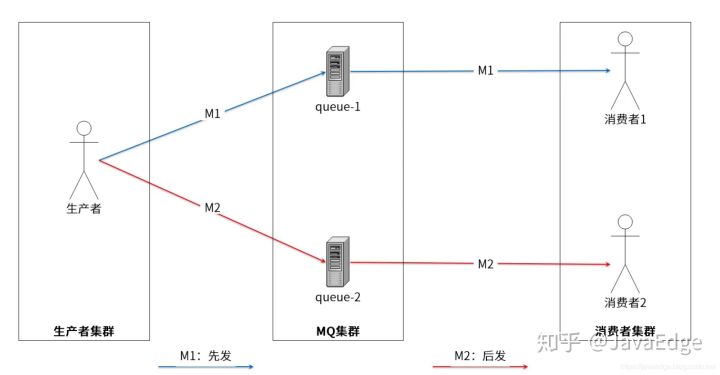 M1
M1
queue-1
消费者1
生产者
M2
M2
queue-2
消费者2
生产者集群
MQ集群
消费者集群
知乎 @JavaEdge
M1：先发
M2：后发